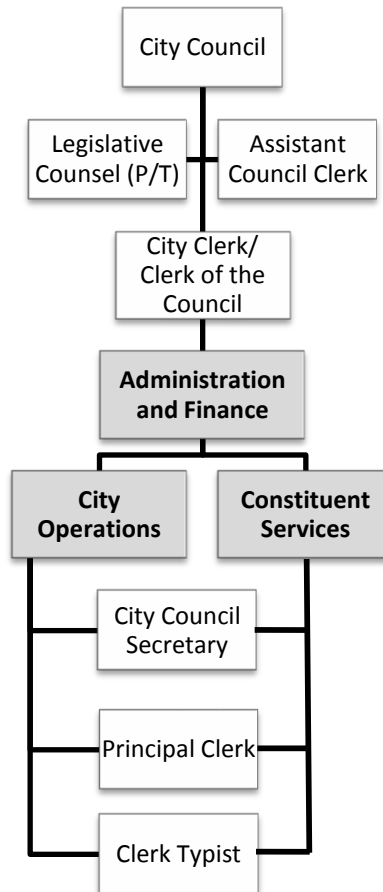 City Council
Legislative
Counsel (P/T)
Assistant
Council Clerk
City Clerk/
Clerk of the
Council
Administration
and Finance
City
Operations
Constituent
Services
City Council
Secretary
Principal Clerk
Clerk Typist